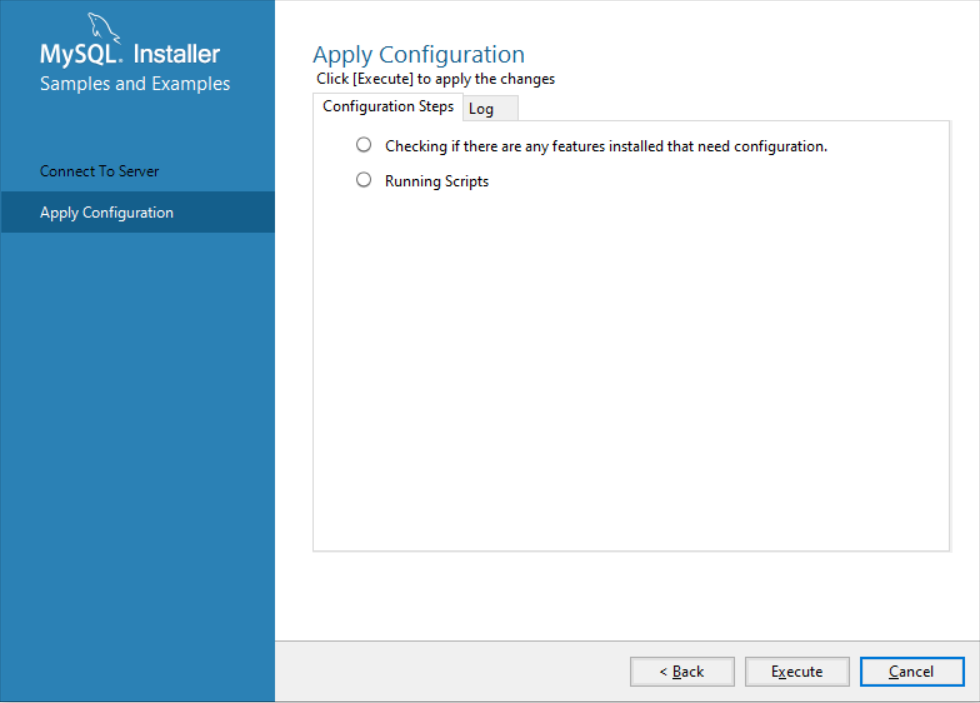 MySQL. Installer
Samples and Examples
Connect To Server
Apply Configuration
Apply Configuration
Click [Execute] to apply the changes
Configuration Steps
Log
Checking if there are any features installed that need configuration.
Running Scripts
< Back
Execute
Cancel